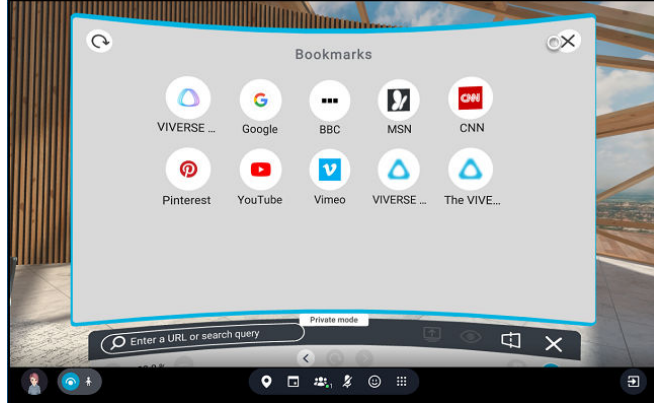 Bookmarks
VIVERSE ... Google BBC MSN CNN
Pinterest YouTube Vimeo VIVERSE ... The VIVE...
Private mode
Enter a URL or search query
1